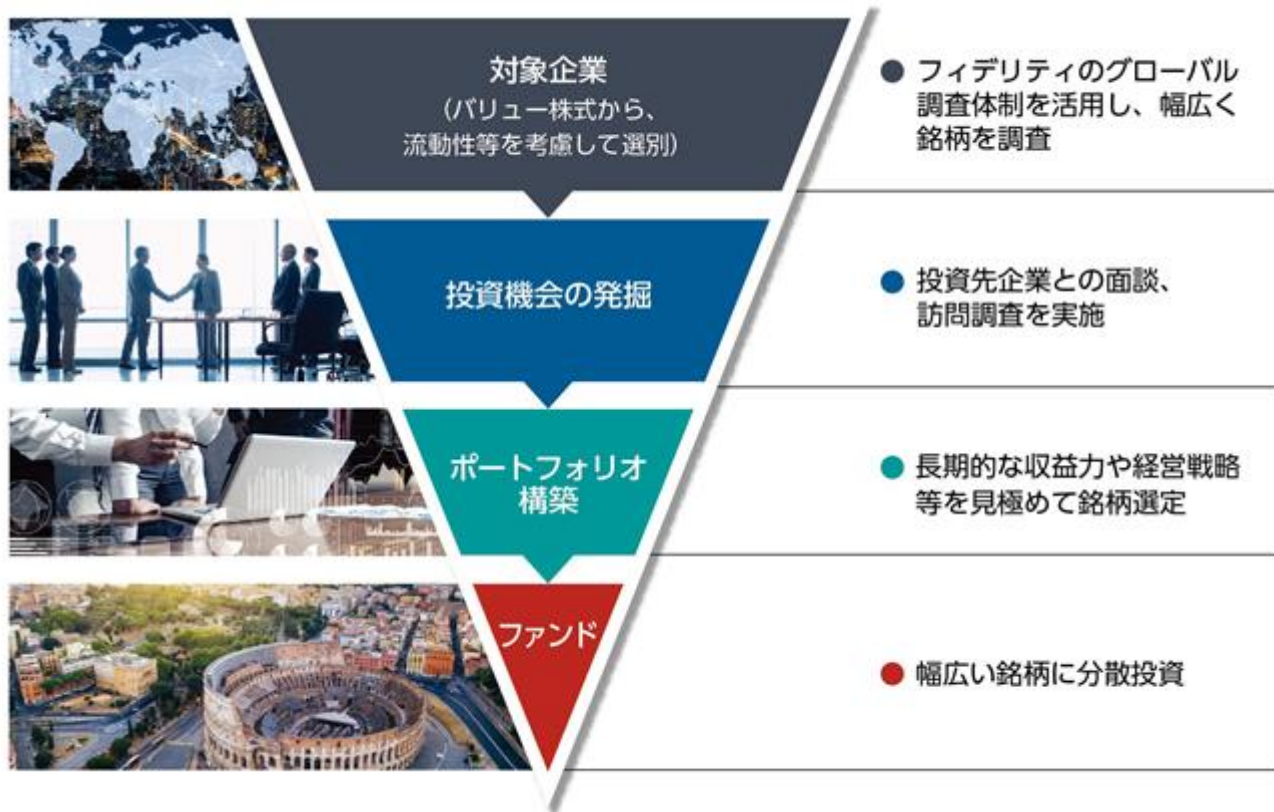 対象企業
（バリュー株式から、
流動性等を考慮して選別）
● フィデリティのグローバル
調査体制を活用し、幅広く
銘柄を調査
投資機会の発掘
● 投資先企業との面談、
訪問調査を実施
ポートフォリオ
構築
● 長期的な収益力や経営戦略
等を見極めて銘柄選定
ファンド
● 幅広い銘柄に分散投資